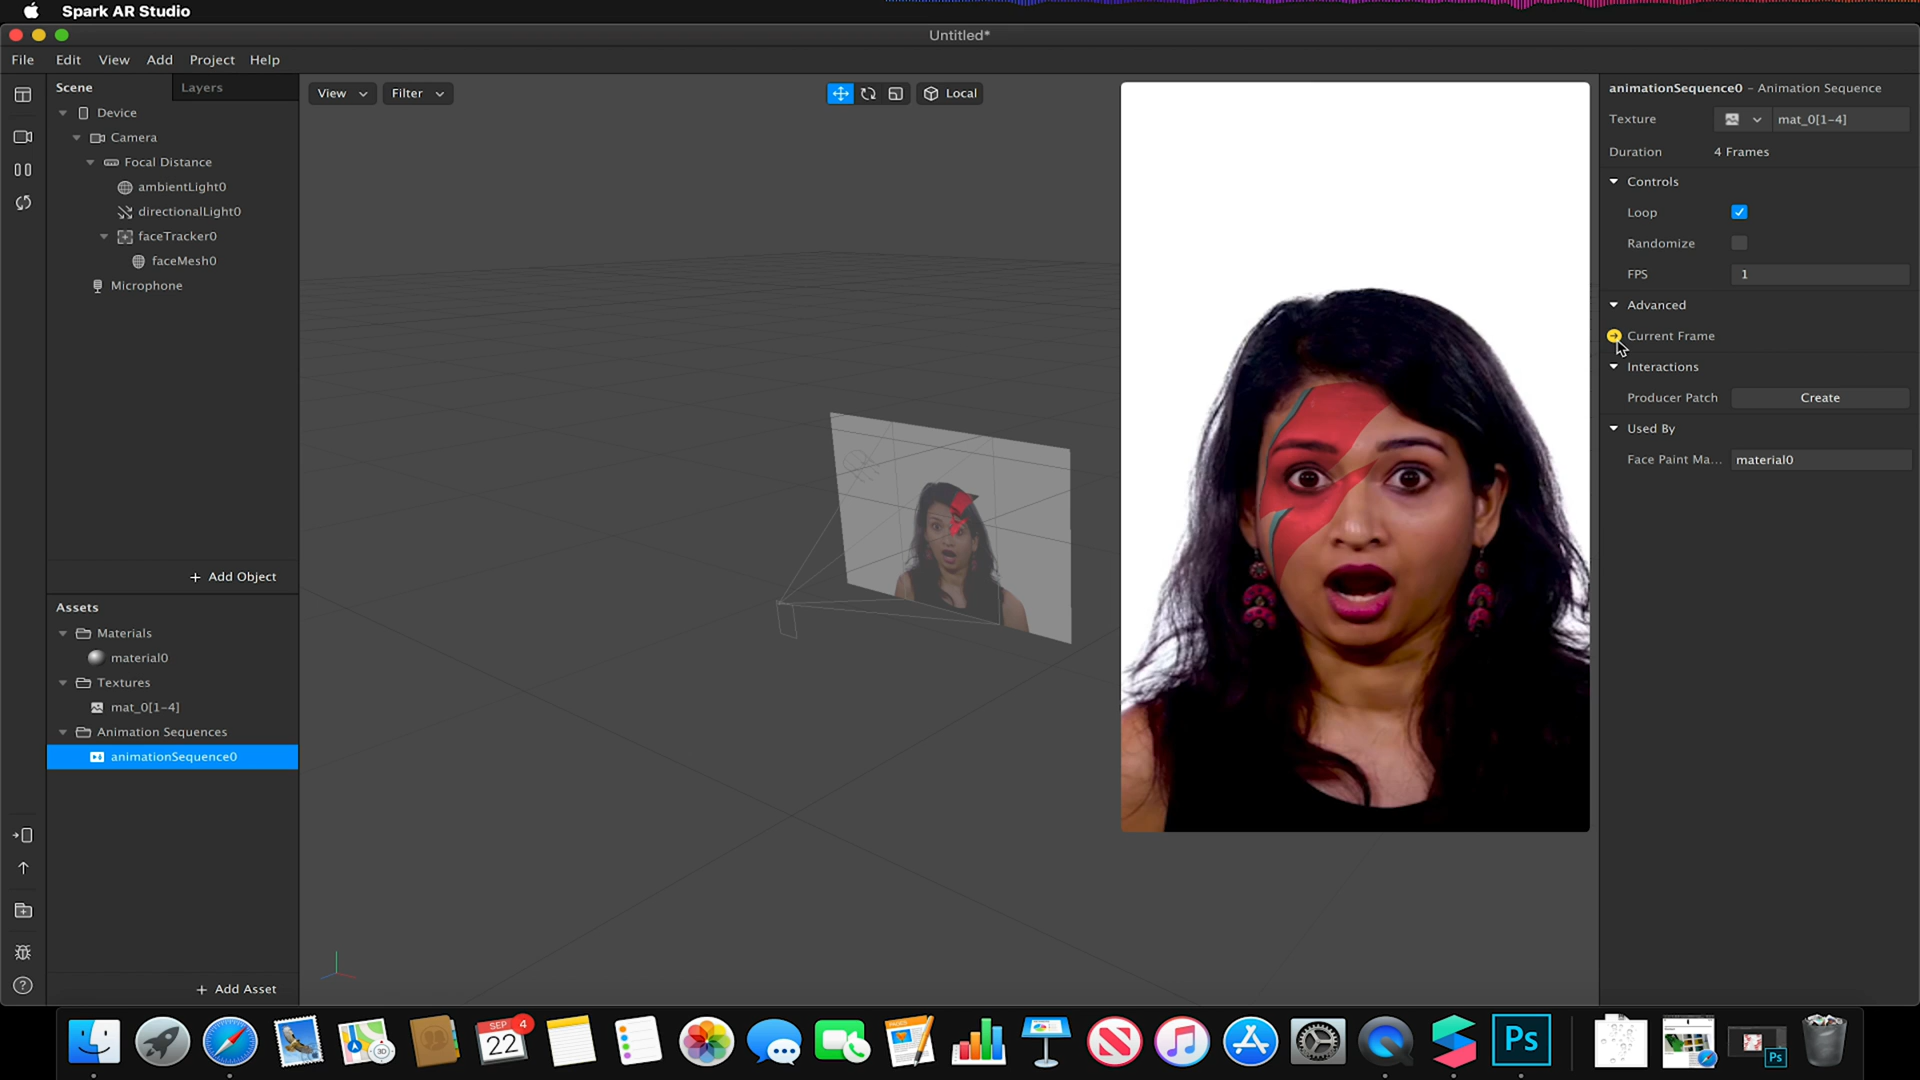 Spark AR Studio
Untitled*
File Edit View Add Project Help
Scene
Layers
Device
Camera
Focal Distance
ambientLight0
directionalLight0
faceTracker0
faceMesh0
Microphone
+ Add Object
Assets
Materials
material0
Textures
mat_0[1-4]
Animation Sequences
animationSequence0
+ Add Asset
View
Filter
Local
animationSequence0 - Animation Sequence
Texture mat_0[1-4]
Duration 4 Frames
Controls
Loop
Randomize
FPS 1
Advanced
Current Frame
Interactions
Producer Patch Create
Used By
Face Paint Ma... material0
SEP 4
22
3D
PAGES
Ps
Ps